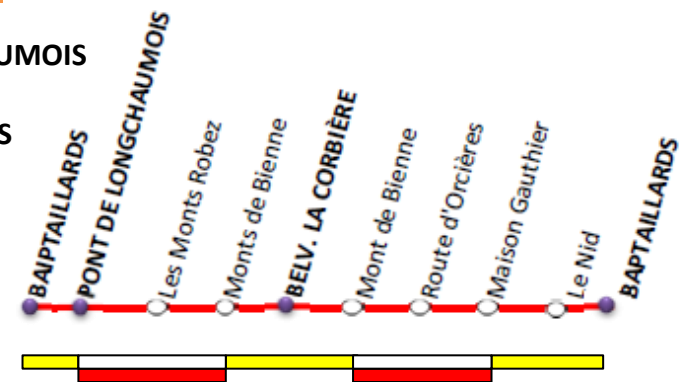 UMOIS
S
BAIPTAILLARDS
PONT DE LONGCHAUMOIS
Les Monts Robez
Monts de Bienne
BELV. LA CORBIÈRE
Mont de Bienne
Route d'Orcières
Maison Gauthier
Le Nid
BAPTAILLARDS